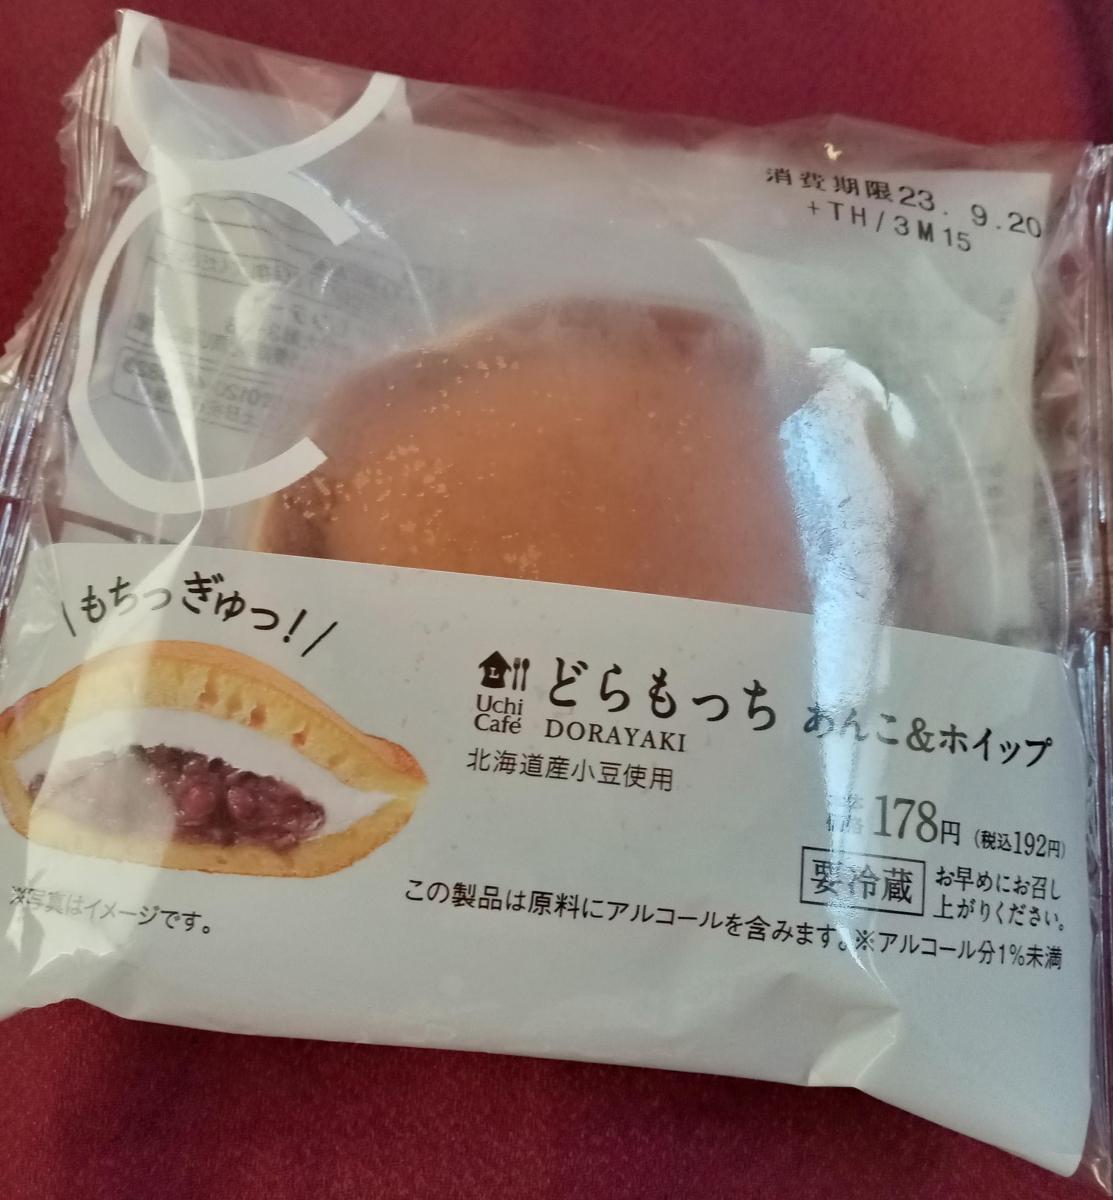 消費期限23. 9.20
+TH/3M15
\もちっぎゅっ!/
Uchi
Café
どらもっち あんこ&ホイップ
DORAYAKI
北海道産小豆使用
178円 (税込192円)
要冷蔵
お早めにお召し
上がりください。
※写真はイメージです。
この製品は原料にアルコールを含みます。※アルコール分1%未満